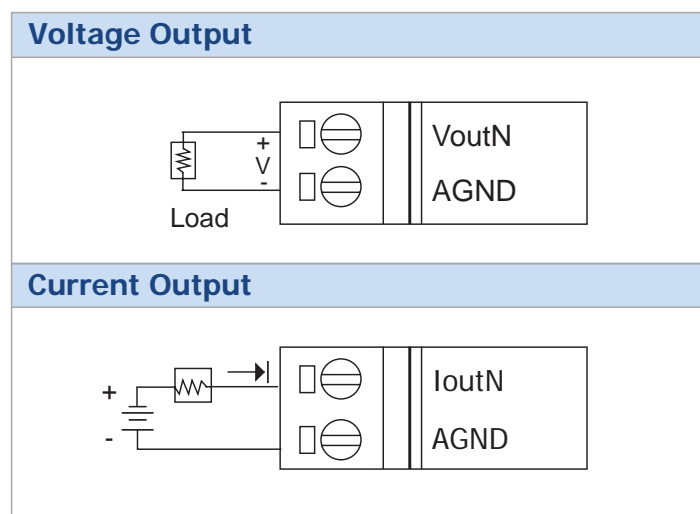 Voltage Output
+
V
-
Load
VoutN
AGND
Current Output
+
-
IoutN
AGND